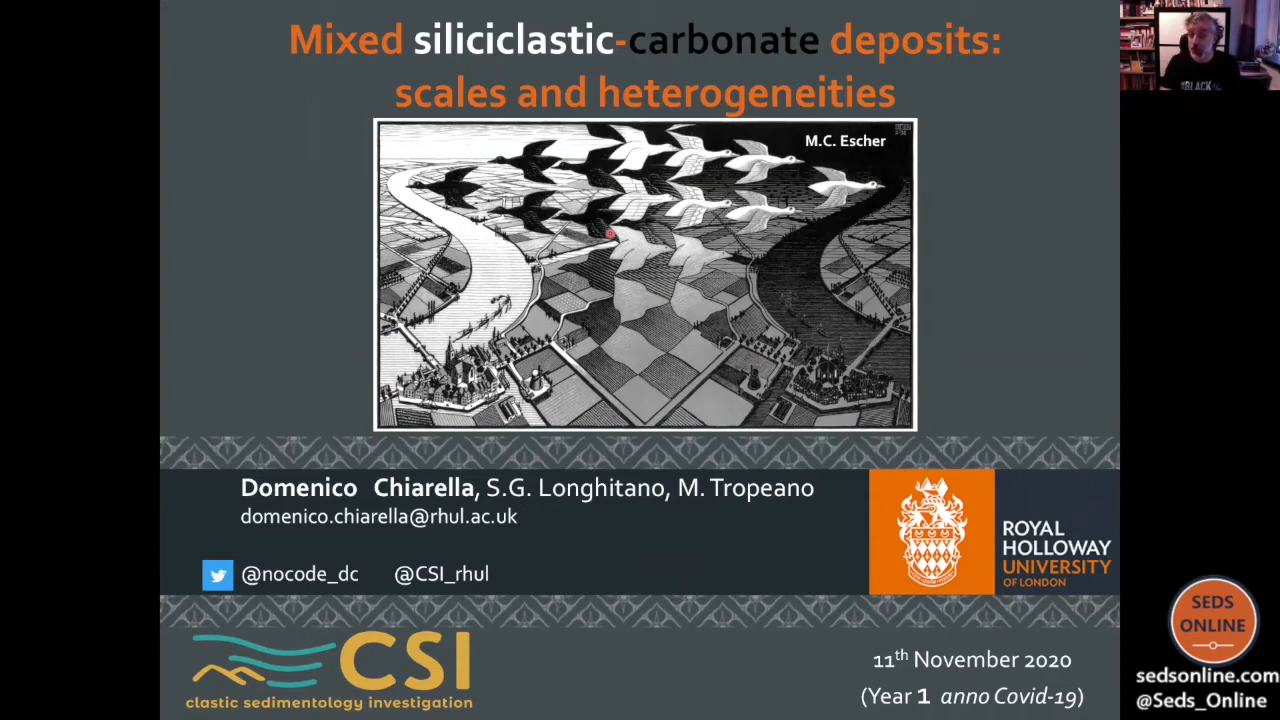 Mixed siliciclastic-carbonate deposits:
scales and heterogeneities
M.C. Escher
Domenico Chiarella, S.G. Longhitano, M. Tropeano
domenico.chiarella@rhul.ac.uk
@nocode_dc @CSI_rhul
ROYAL
HOLLOWAY
UNIVERSITY
OF LONDON
CSI
clastic sedimentology investigation
11th November 2020
(Year 1 anno Covid-19)
BLACK
SEDS
ONLINE
sedsonline.com
@Seds_Online